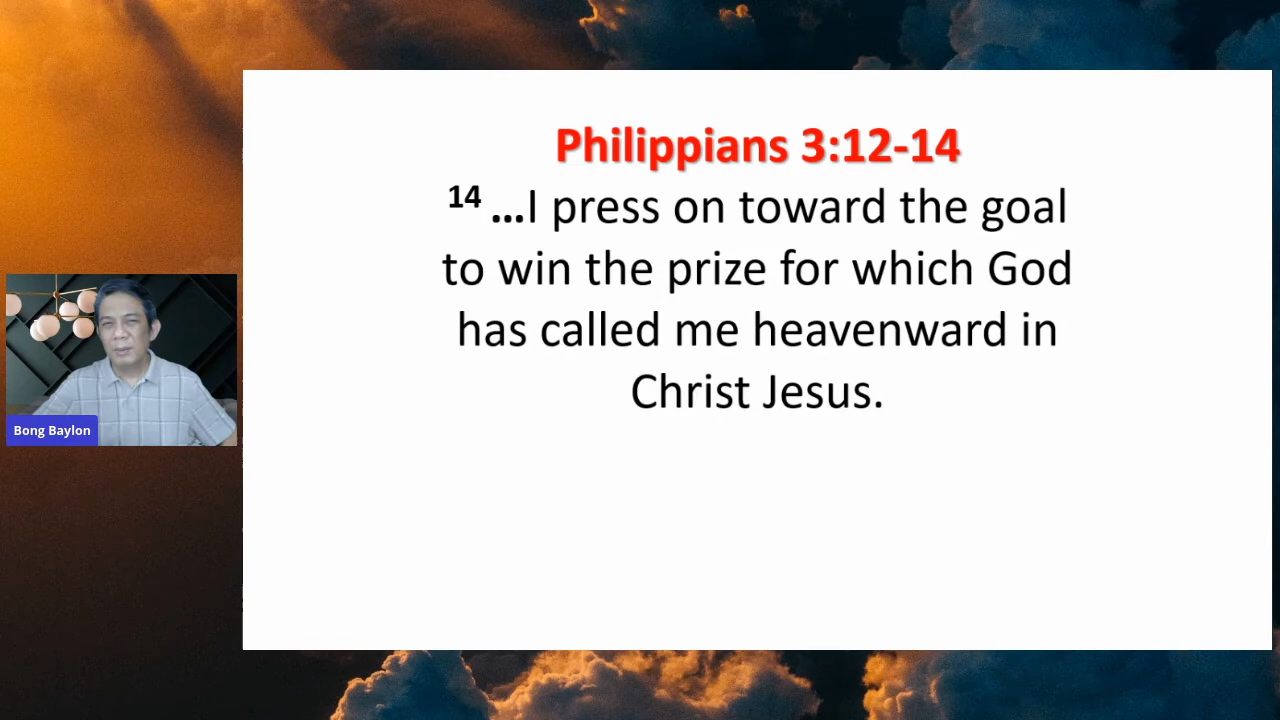 Philippians 3:12-14
14 ...I press on toward the goal
to win the prize for which God
has called me heavenward in
Christ Jesus.
Bong Baylon